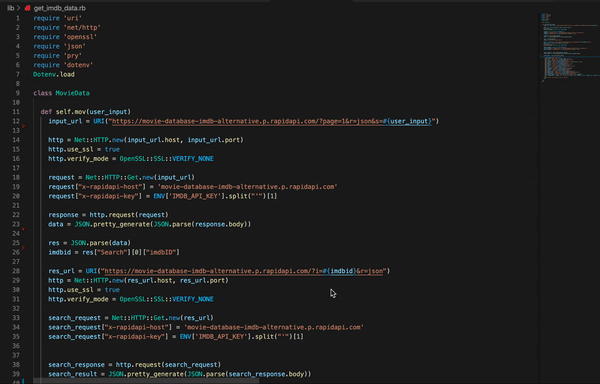 lib > get_imdb_data.rb
1 require 'uri'
2 require 'net/http'
3 require 'openssl'
4 require 'json'
5 require 'pry'
6 require 'dotenv'
7 Dotenv.load
8
9 class MovieData
10
11 def self.mov(user_input)
12 input_url = URI("https://movie-database-imdb-alternative.p.rapidapi.com/?page=1&r=json&s=#{user_input}")
13
14 http = Net::HTTP.new(input_url.host, input_url.port)
15 http.use_ssl = true
16 http.verify_mode = OpenSSL::SSL::VERIFY_NONE
17
18 request = Net::HTTP::Get.new(input_url)
19 request["x-rapidapi-host"] = 'movie-database-imdb-alternative.p.rapidapi.com'
20 request["x-rapidapi-key"] = ENV['IMDB_API_KEY'].split("'")[1]
21
22 response = http.request(request)
23 data = JSON.pretty_generate(JSON.parse(response.body))
24
25 res = JSON.parse(data)
26 imdbid = res["Search"][0]["imdbID"]
27
28 res_url = URI("https://movie-database-imdb-alternative.p.rapidapi.com/?i=#{imdbid}&r=json")
29 http = Net::HTTP.new(res_url.host, res_url.port)
30 http.use_ssl = true
31 http.verify_mode = OpenSSL::SSL::VERIFY_NONE
32
33 search_request = Net::HTTP::Get.new(res_url)
34 search_request["x-rapidapi-host"] = 'movie-database-imdb-alternative.p.rapidapi.com'
35 search_request["x-rapidapi-key"] = ENV['IMDB_API_KEY'].split("'")[1]
36
37
38 search_response = http.request(search_request)
39 search_result = JSON.pretty_generate(JSON.parse(search_response.body))